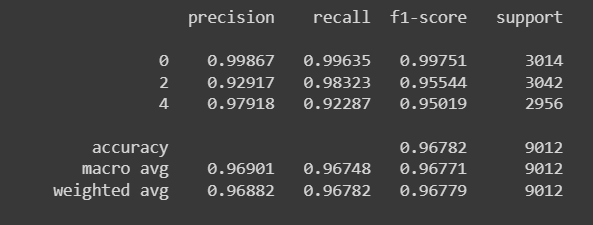 precision recall f1-score support
0 0.99867 0.99635 0.99751 3014
2 0.92917 0.98323 0.95544 3042
4 0.97918 0.92287 0.95019 2956
accuracy 0.96782 9012
macro avg 0.96901 0.96748 0.96771 9012
weighted avg 0.96882 0.96782 0.96779 9012